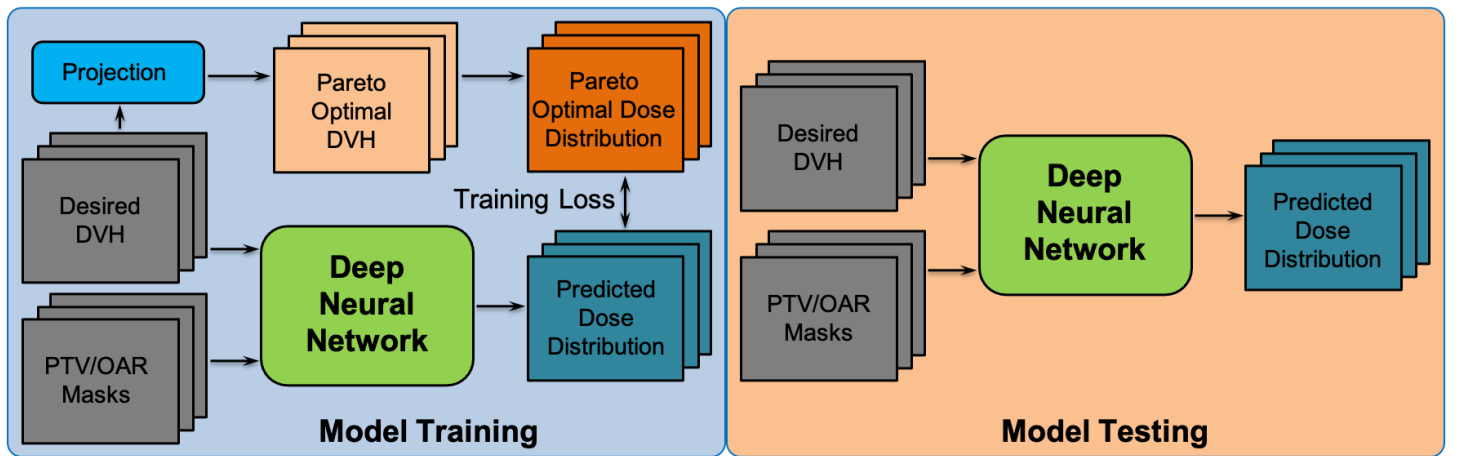 Projection
Pareto
Optimal
DVH
Pareto
Optimal Dose
Distribution
Desired
DVH
Training Loss
Deep
Neural
Network
Predicted
Dose
Distribution
PTV/OAR
Masks
Model Training
Desired
DVH
PTV/OAR
Masks
Deep
Neural
Network
Predicted
Dose
Distribution
Model Testing